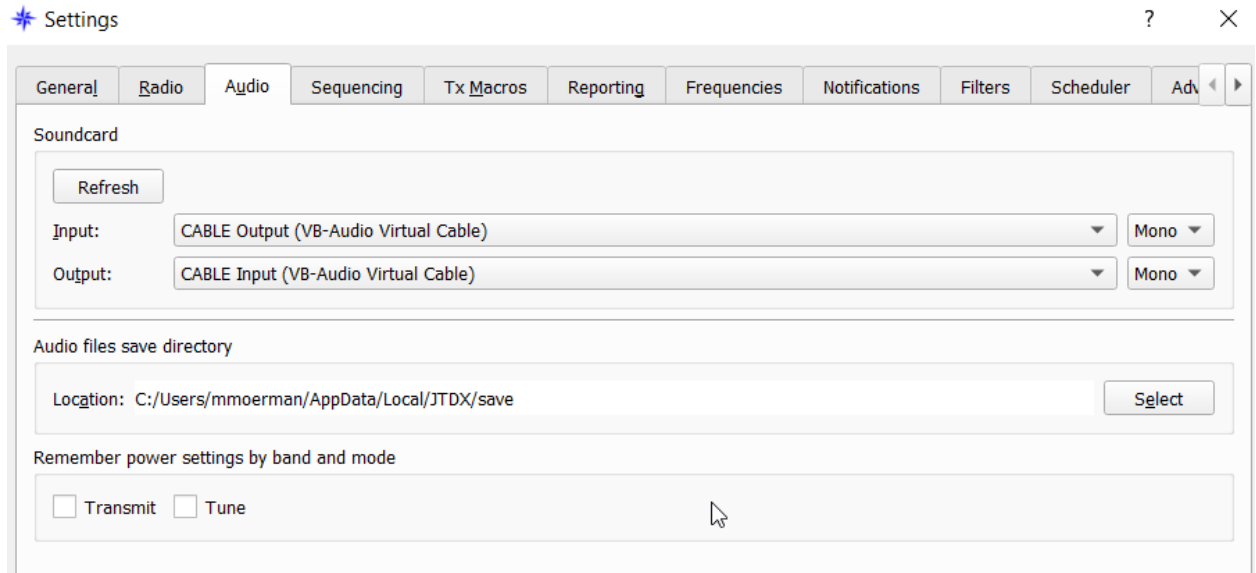 Settings
?
General Radio Audio Sequencing Tx Macros Reporting Frequencies Notifications Filters Scheduler Adv
Soundcard
Refresh
Input: CABLE Output (VB-Audio Virtual Cable) Mono
Output: CABLE Input (VB-Audio Virtual Cable) Mono
Audio files save directory
Location: C:/Users/mmoerman/AppData/Local/JTDX/save Select
Remember power settings by band and mode
Transmit Tune